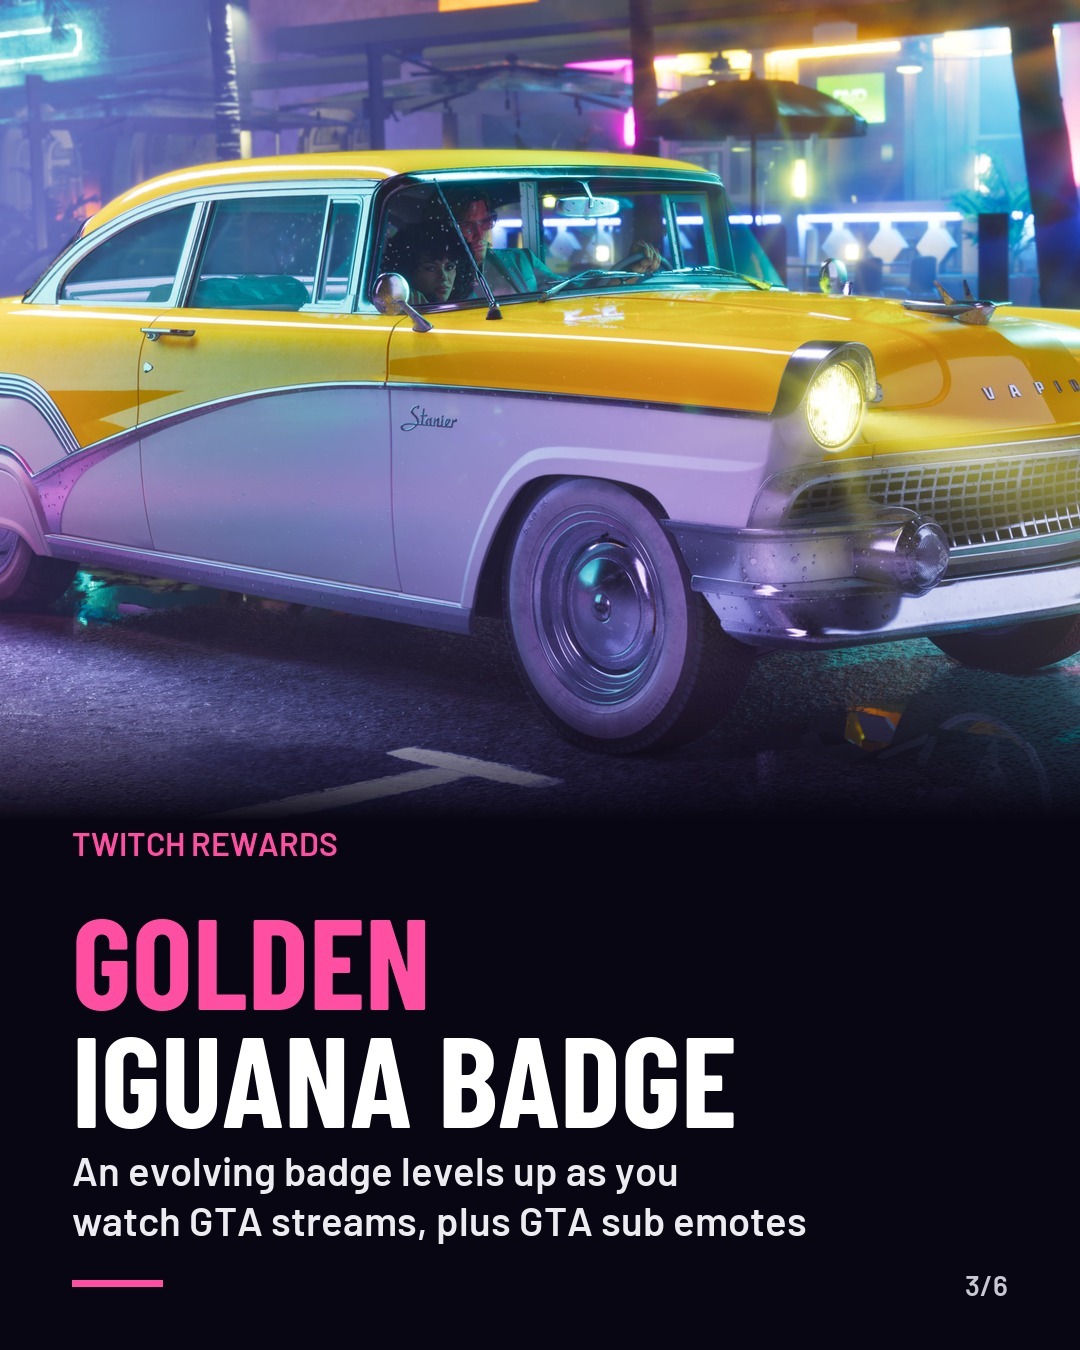 Stanier
VAPID
TWITCH REWARDS
GOLDEN
IGUANA BADGE
An evolving badge levels up as you
watch GTA streams, plus GTA sub emotes
3/6